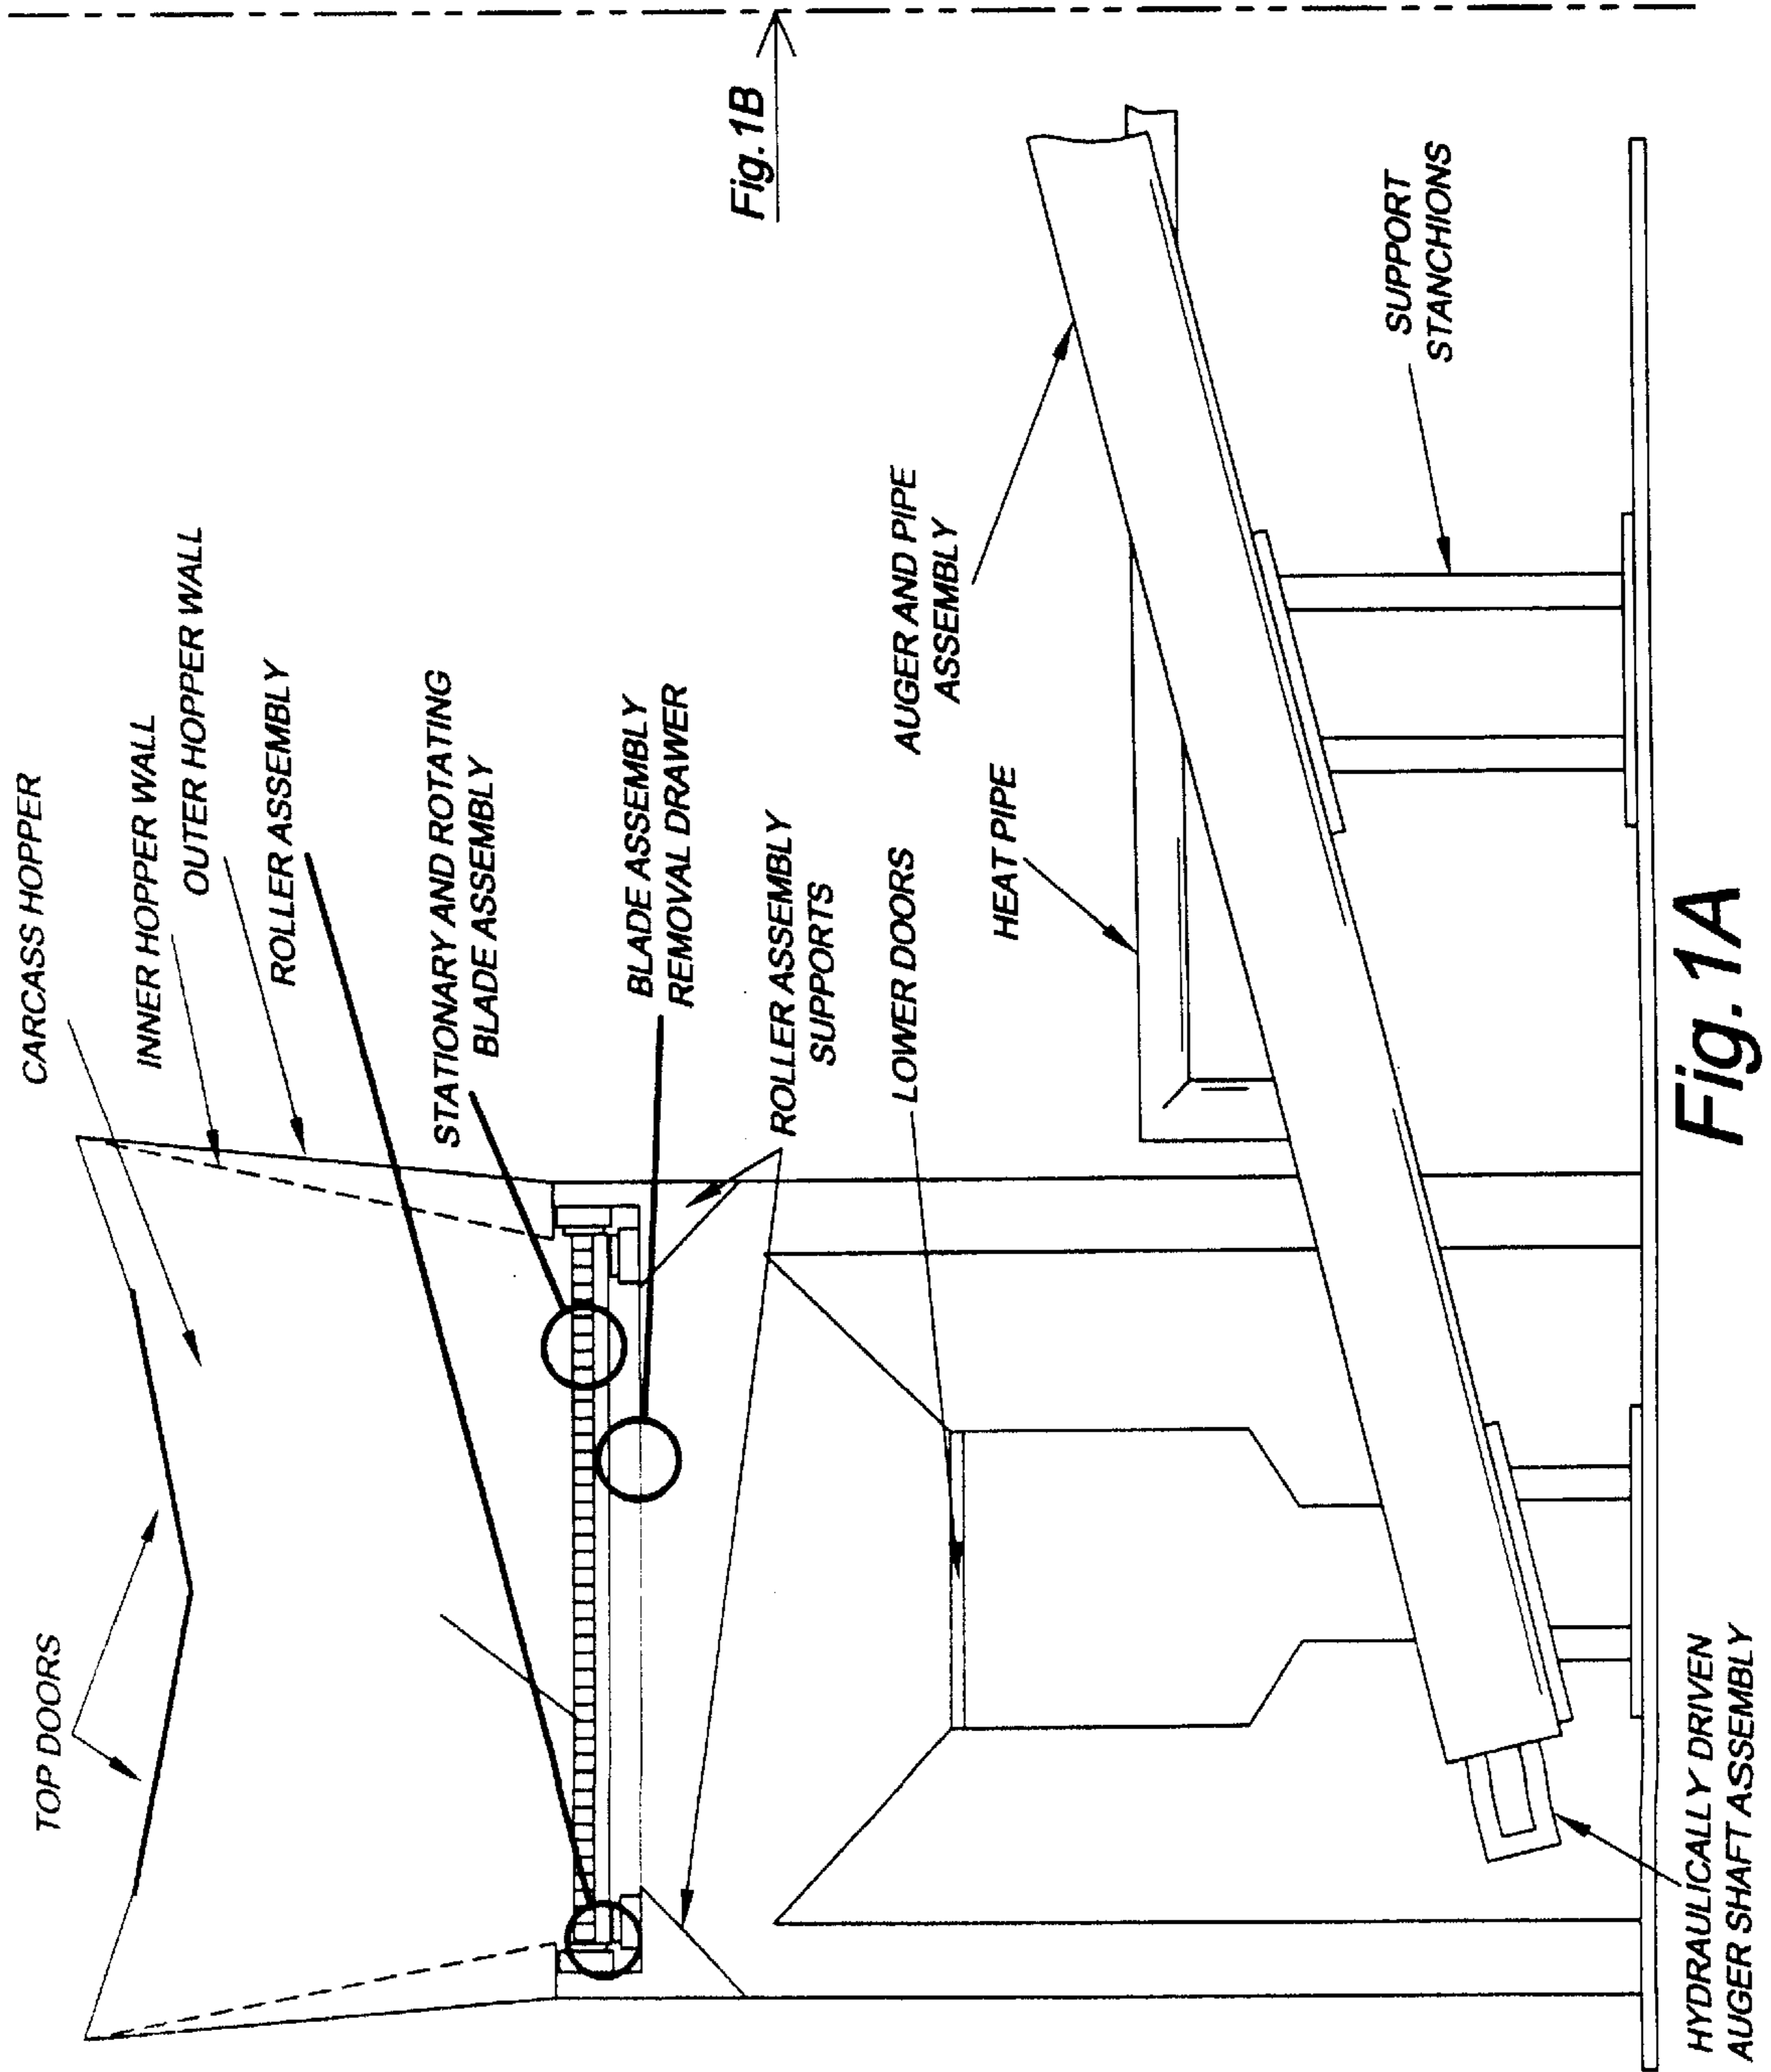 CARCASS HOPPER
INNER HOPPER WALL
OUTER HOPPER WALL
ROLLER ASSEMBLY
TOP DOORS
STATIONARY AND ROTATING
BLADE ASSEMBLY
BLADE ASSEMBLY
REMOVAL DRAWER
ROLLER ASSEMBLY
SUPPORTS
LOWER DOORS
Fig. 1B
AUGER AND PIPE
ASSEMBLY
HEAT PIPE
SUPPORT
STANCHIONS
HYDRAULICALLY DRIVEN
AUGER SHAFT ASSEMBLY
Fig. 1A